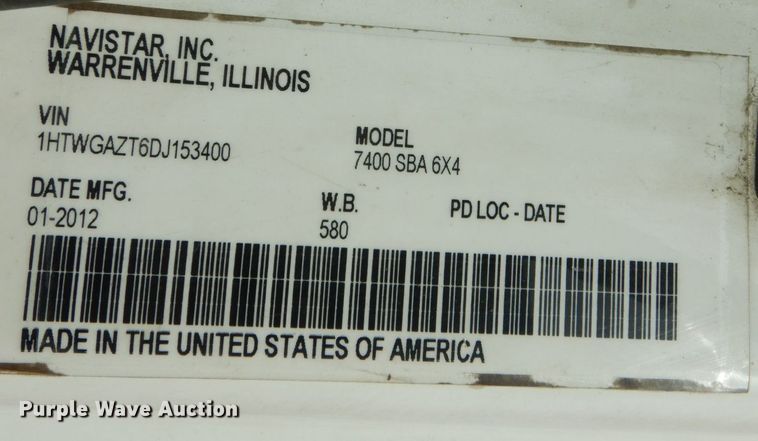 NAVISTAR, INC.
WARRENVILLE, ILLINOIS
VIN
1HTWGAZT6DJ153400
MODEL
7400 SBA 6X4
DATE MFG.
01-2012
W.B.
580
PD LOC - DATE
MADE IN THE UNITED STATES OF AMERICA
Purple Wave Auction